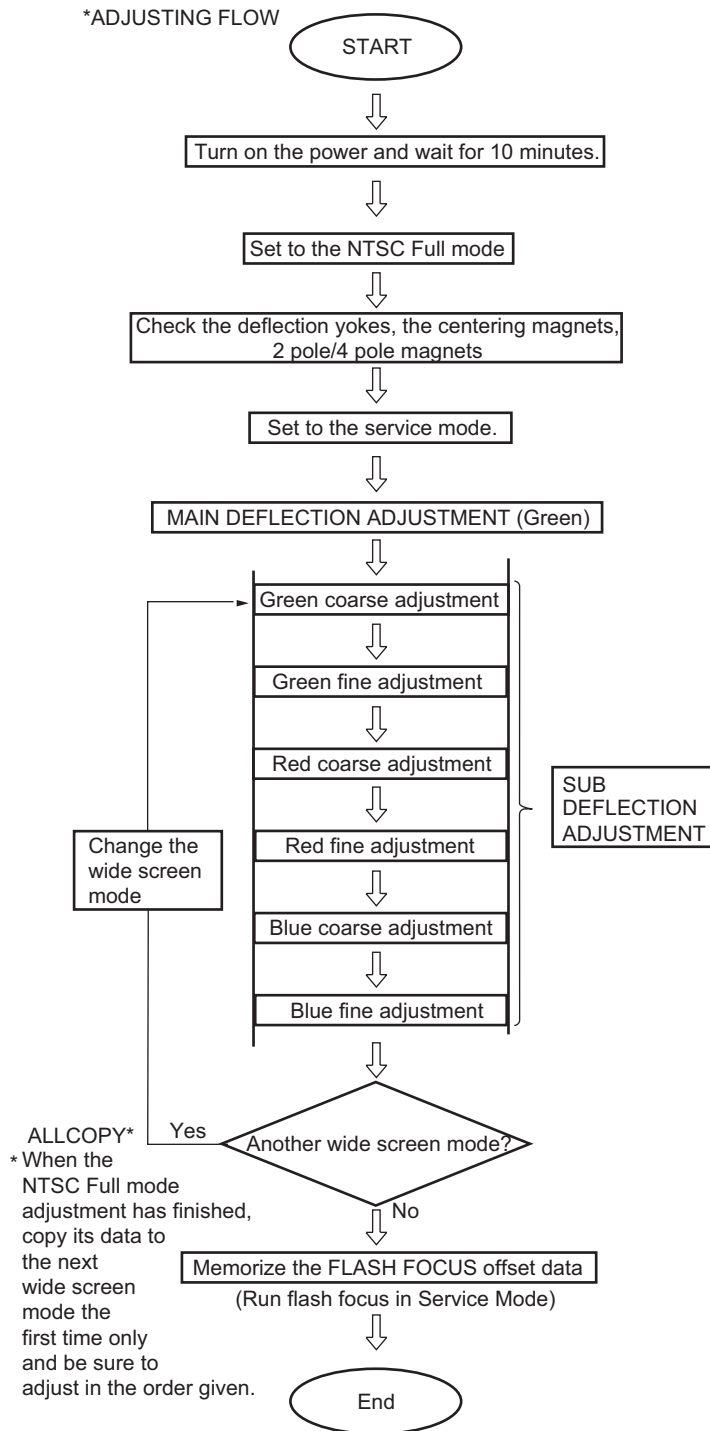 *ADJUSTING FLOW
START
Turn on the power and wait for 10 minutes.
Set to the NTSC Full mode
Check the deflection yokes, the centering magnets,
2 pole/4 pole magnets
Set to the service mode.
MAIN DEFLECTION ADJUSTMENT (Green)
Green coarse adjustment
Green fine adjustment
Red coarse adjustment
Red fine adjustment
Blue coarse adjustment
Blue fine adjustment
SUB
DEFLECTION
ADJUSTMENT
Change the
wide screen
mode
Another wide screen mode?
Yes
No
ALLCOPY*
* When the
NTSC Full mode
adjustment has finished,
copy its data to
the next
wide screen
mode the
first time only
and be sure to
adjust in the order given.
Memorize the FLASH FOCUS offset data
(Run flash focus in Service Mode)
End